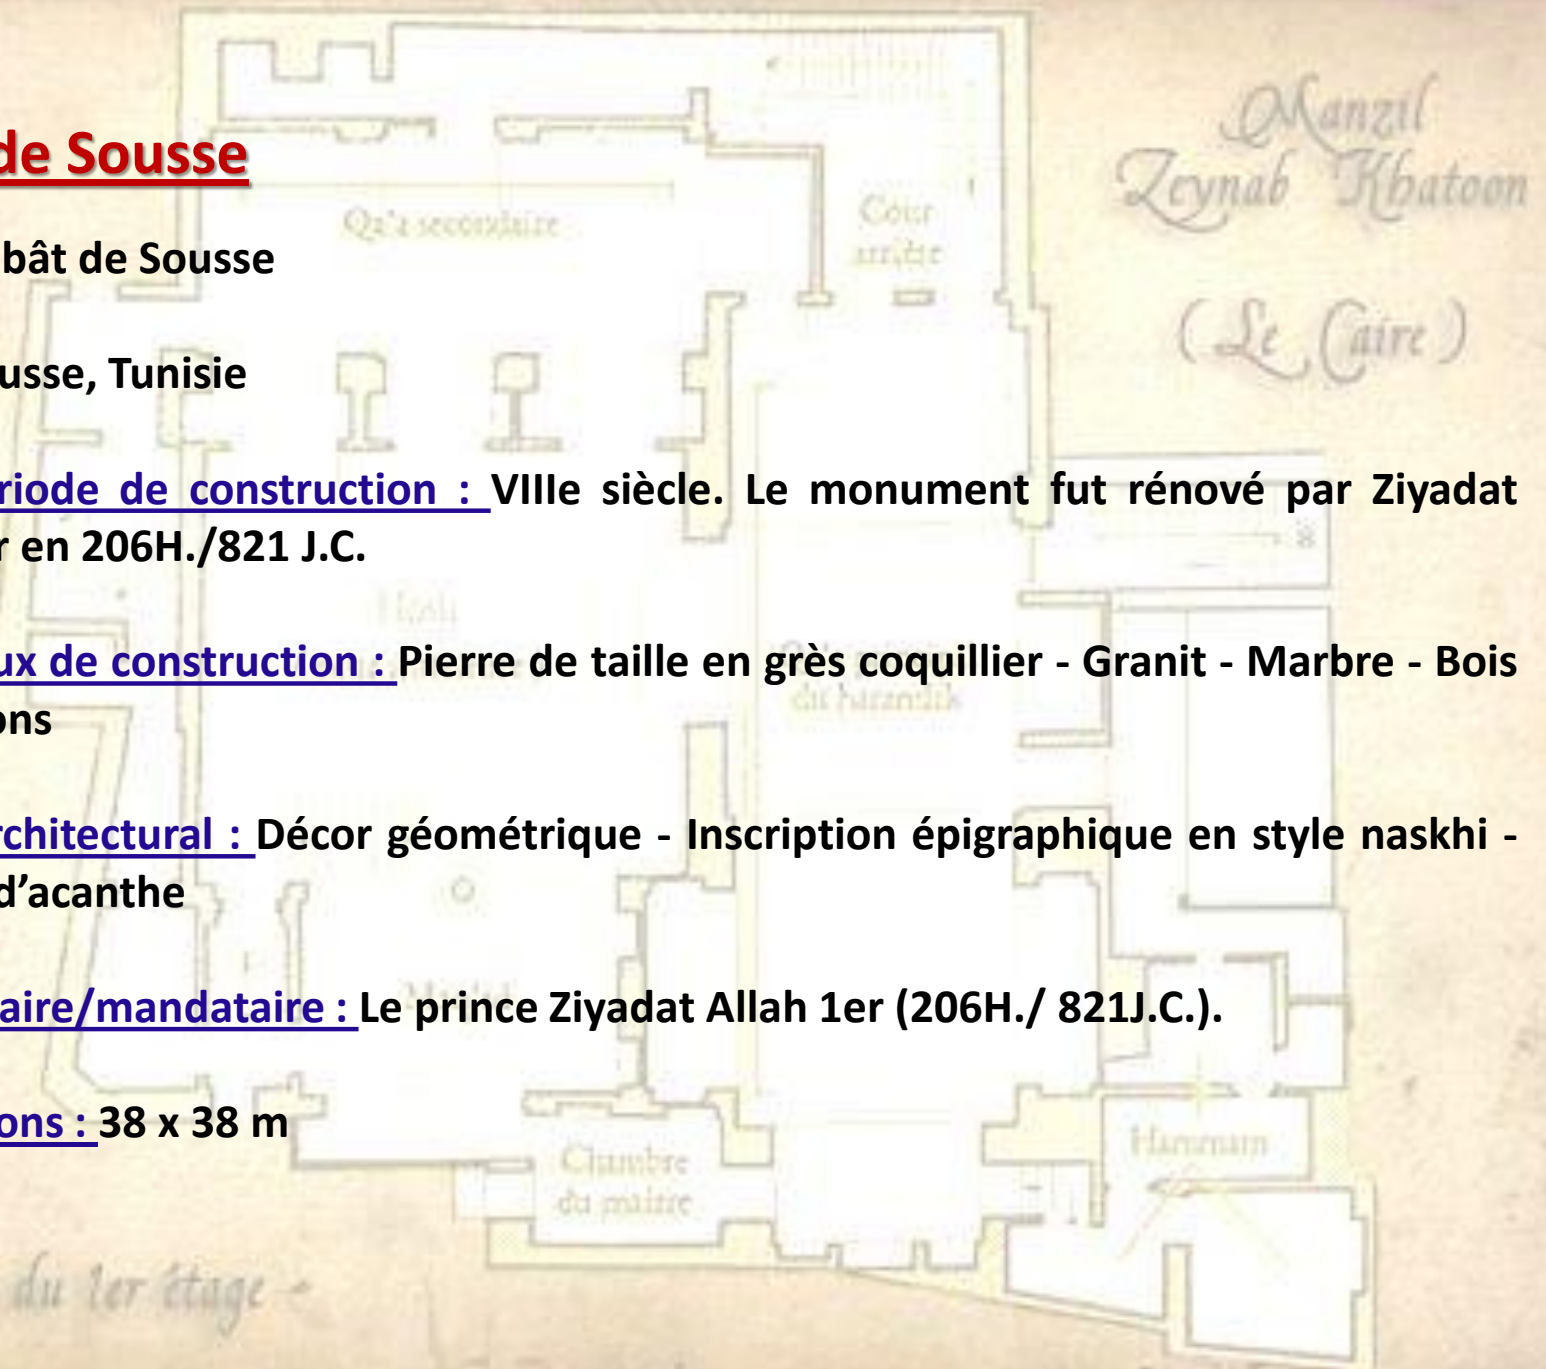 de Sousse
bât de Sousse
usse, Tunisie
riode de construction : VIIIe siècle. Le monument fut rénové par Ziyadat
r en 206H./821 J.C.
ux de construction : Pierre de taille en grès coquillier - Granit - Marbre - Bois
ons
rchitectural : Décor géométrique - Inscription épigraphique en style naskhi -
d’acanthe
aire/mandataire : Le prince Ziyadat Allah 1er (206H./ 821J.C.).
ons : 38 x 38 m
Manzil
Zeynab Khatoon
( Le Caire )
Qa'a secondaire
Cour
arrière
du haramlik
Chambre
du maître
Hammam
du 1er étage -